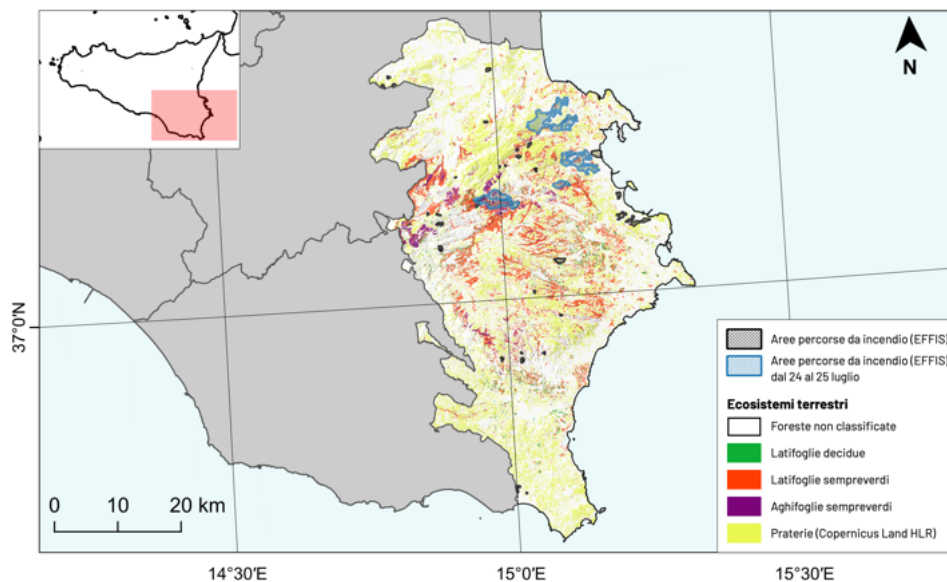 N
37°0′N
Aree percorse da incendio (EFFIS)
Aree percorse da incendio (EFFIS)
dal 24 al 25 luglio
Ecosistemi terrestri
Foreste non classificate
Latifoglie decidue
Latifoglie sempreverdi
Aghifoglie sempreverdi
Praterie (Copernicus Land HLR)
0 10 20 km
14°30′E 15°0′E 15°30′E